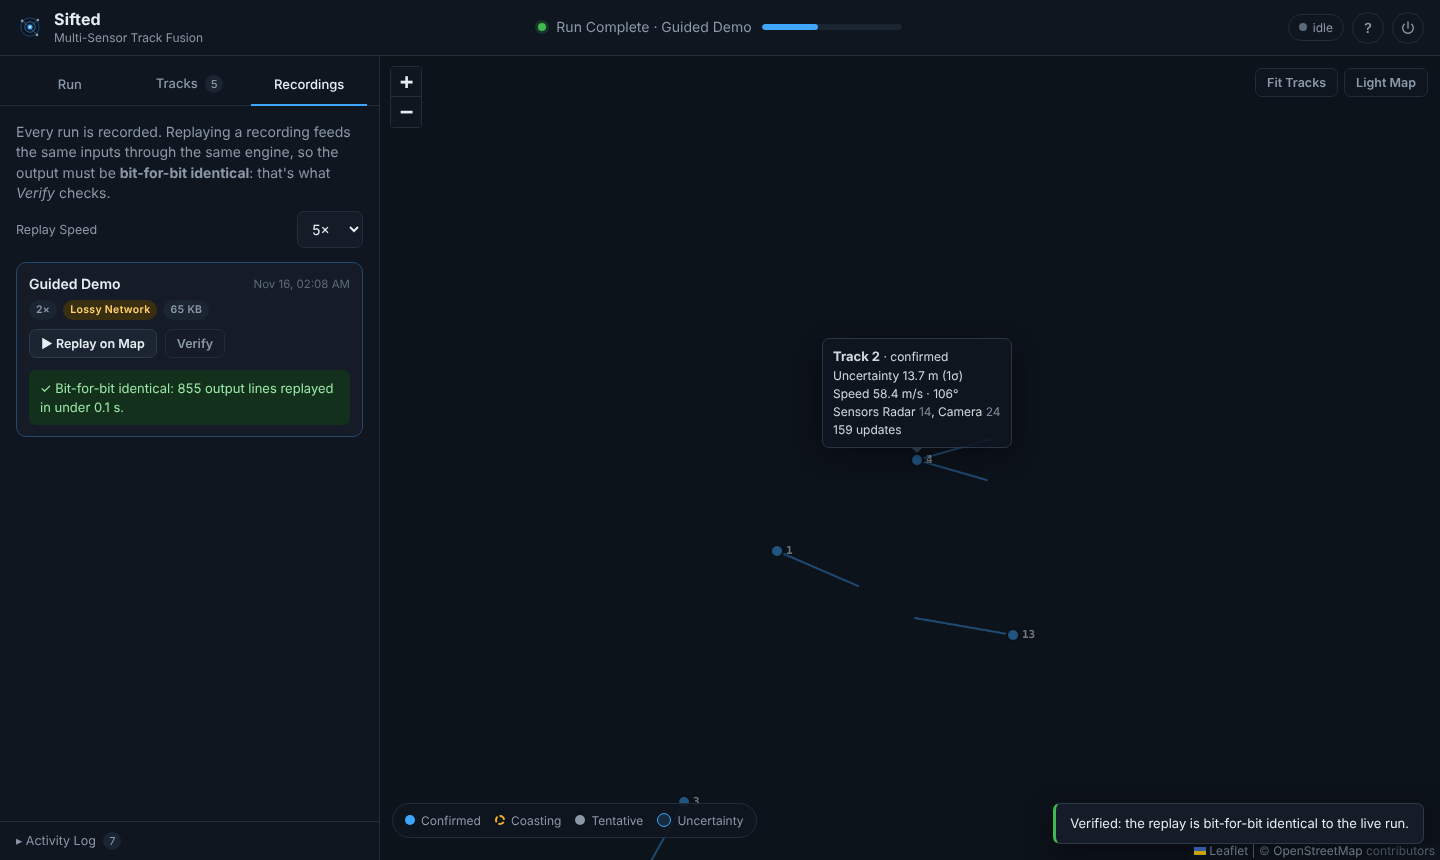 Sifted
Multi-Sensor Track Fusion
Run Complete · Guided Demo
idle
?
Run
Tracks 5
Recordings
Every run is recorded. Replaying a recording feeds
the same inputs through the same engine, so the
output must be bit-for-bit identical: that's what
Verify checks.
Replay Speed
5×
Guided Demo
Nov 16, 02:08 AM
2×
Lossy Network
65 KB
▶ Replay on Map
Verify
✓ Bit-for-bit identical: 855 output lines replayed
in under 0.1 s.
▸ Activity Log 7
+
−
Fit Tracks
Light Map
Track 2 · confirmed
Uncertainty 13.7 m (1σ)
Speed 58.4 m/s · 106°
Sensors Radar 14, Camera 24
159 updates
1
13
3
Confirmed
Coasting
Tentative
Uncertainty
Verified: the replay is bit-for-bit identical to the live run.
Leaflet | © OpenStreetMap contributors